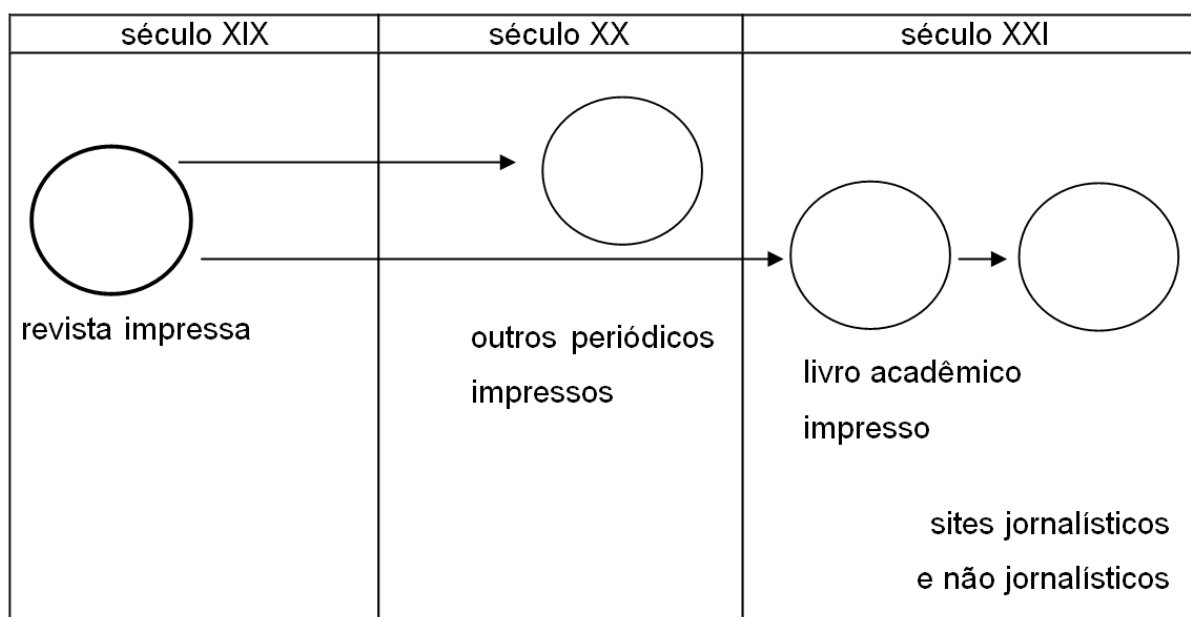 século XIX
século XX
século XXI
revista impressa
outros periódicos
impressos
livro acadêmico
impresso
sites jornalísticos
e não jornalísticos